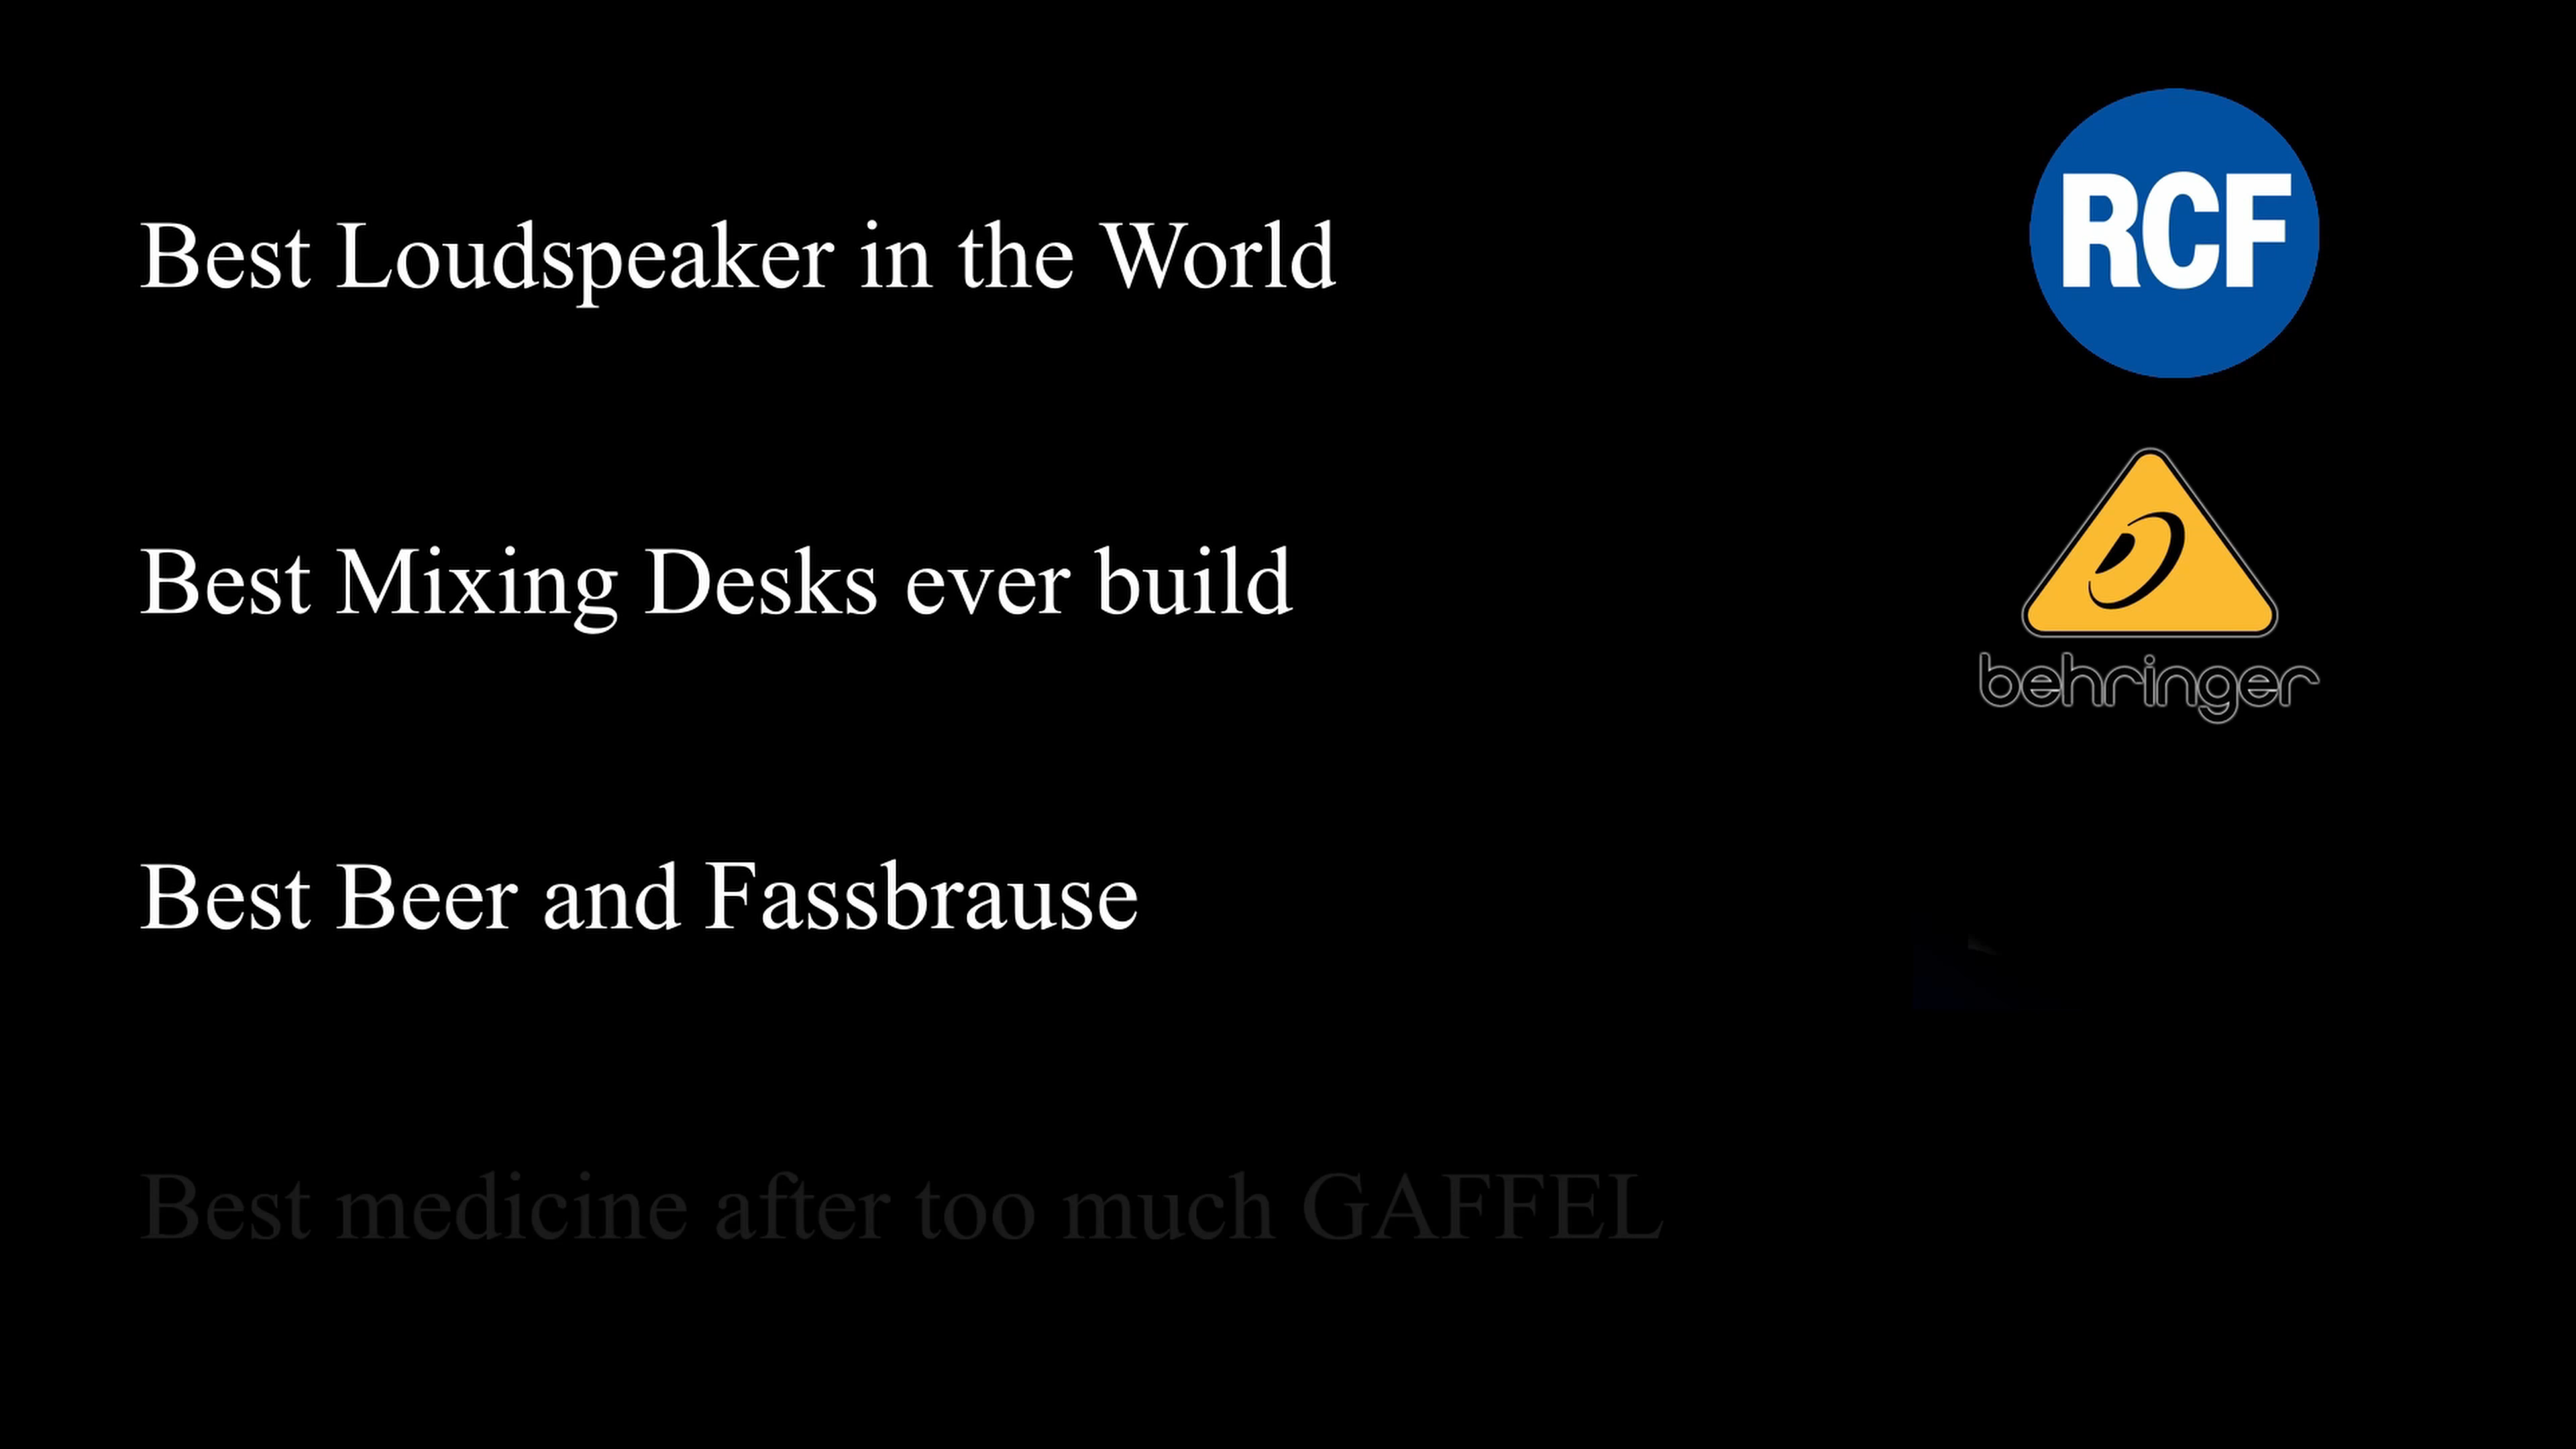 RCF
Best Loudspeaker in the World
Best Mixing Desks ever build
behringer
Best Beer and Fassbrause
Best medicine after too much GAFFEL